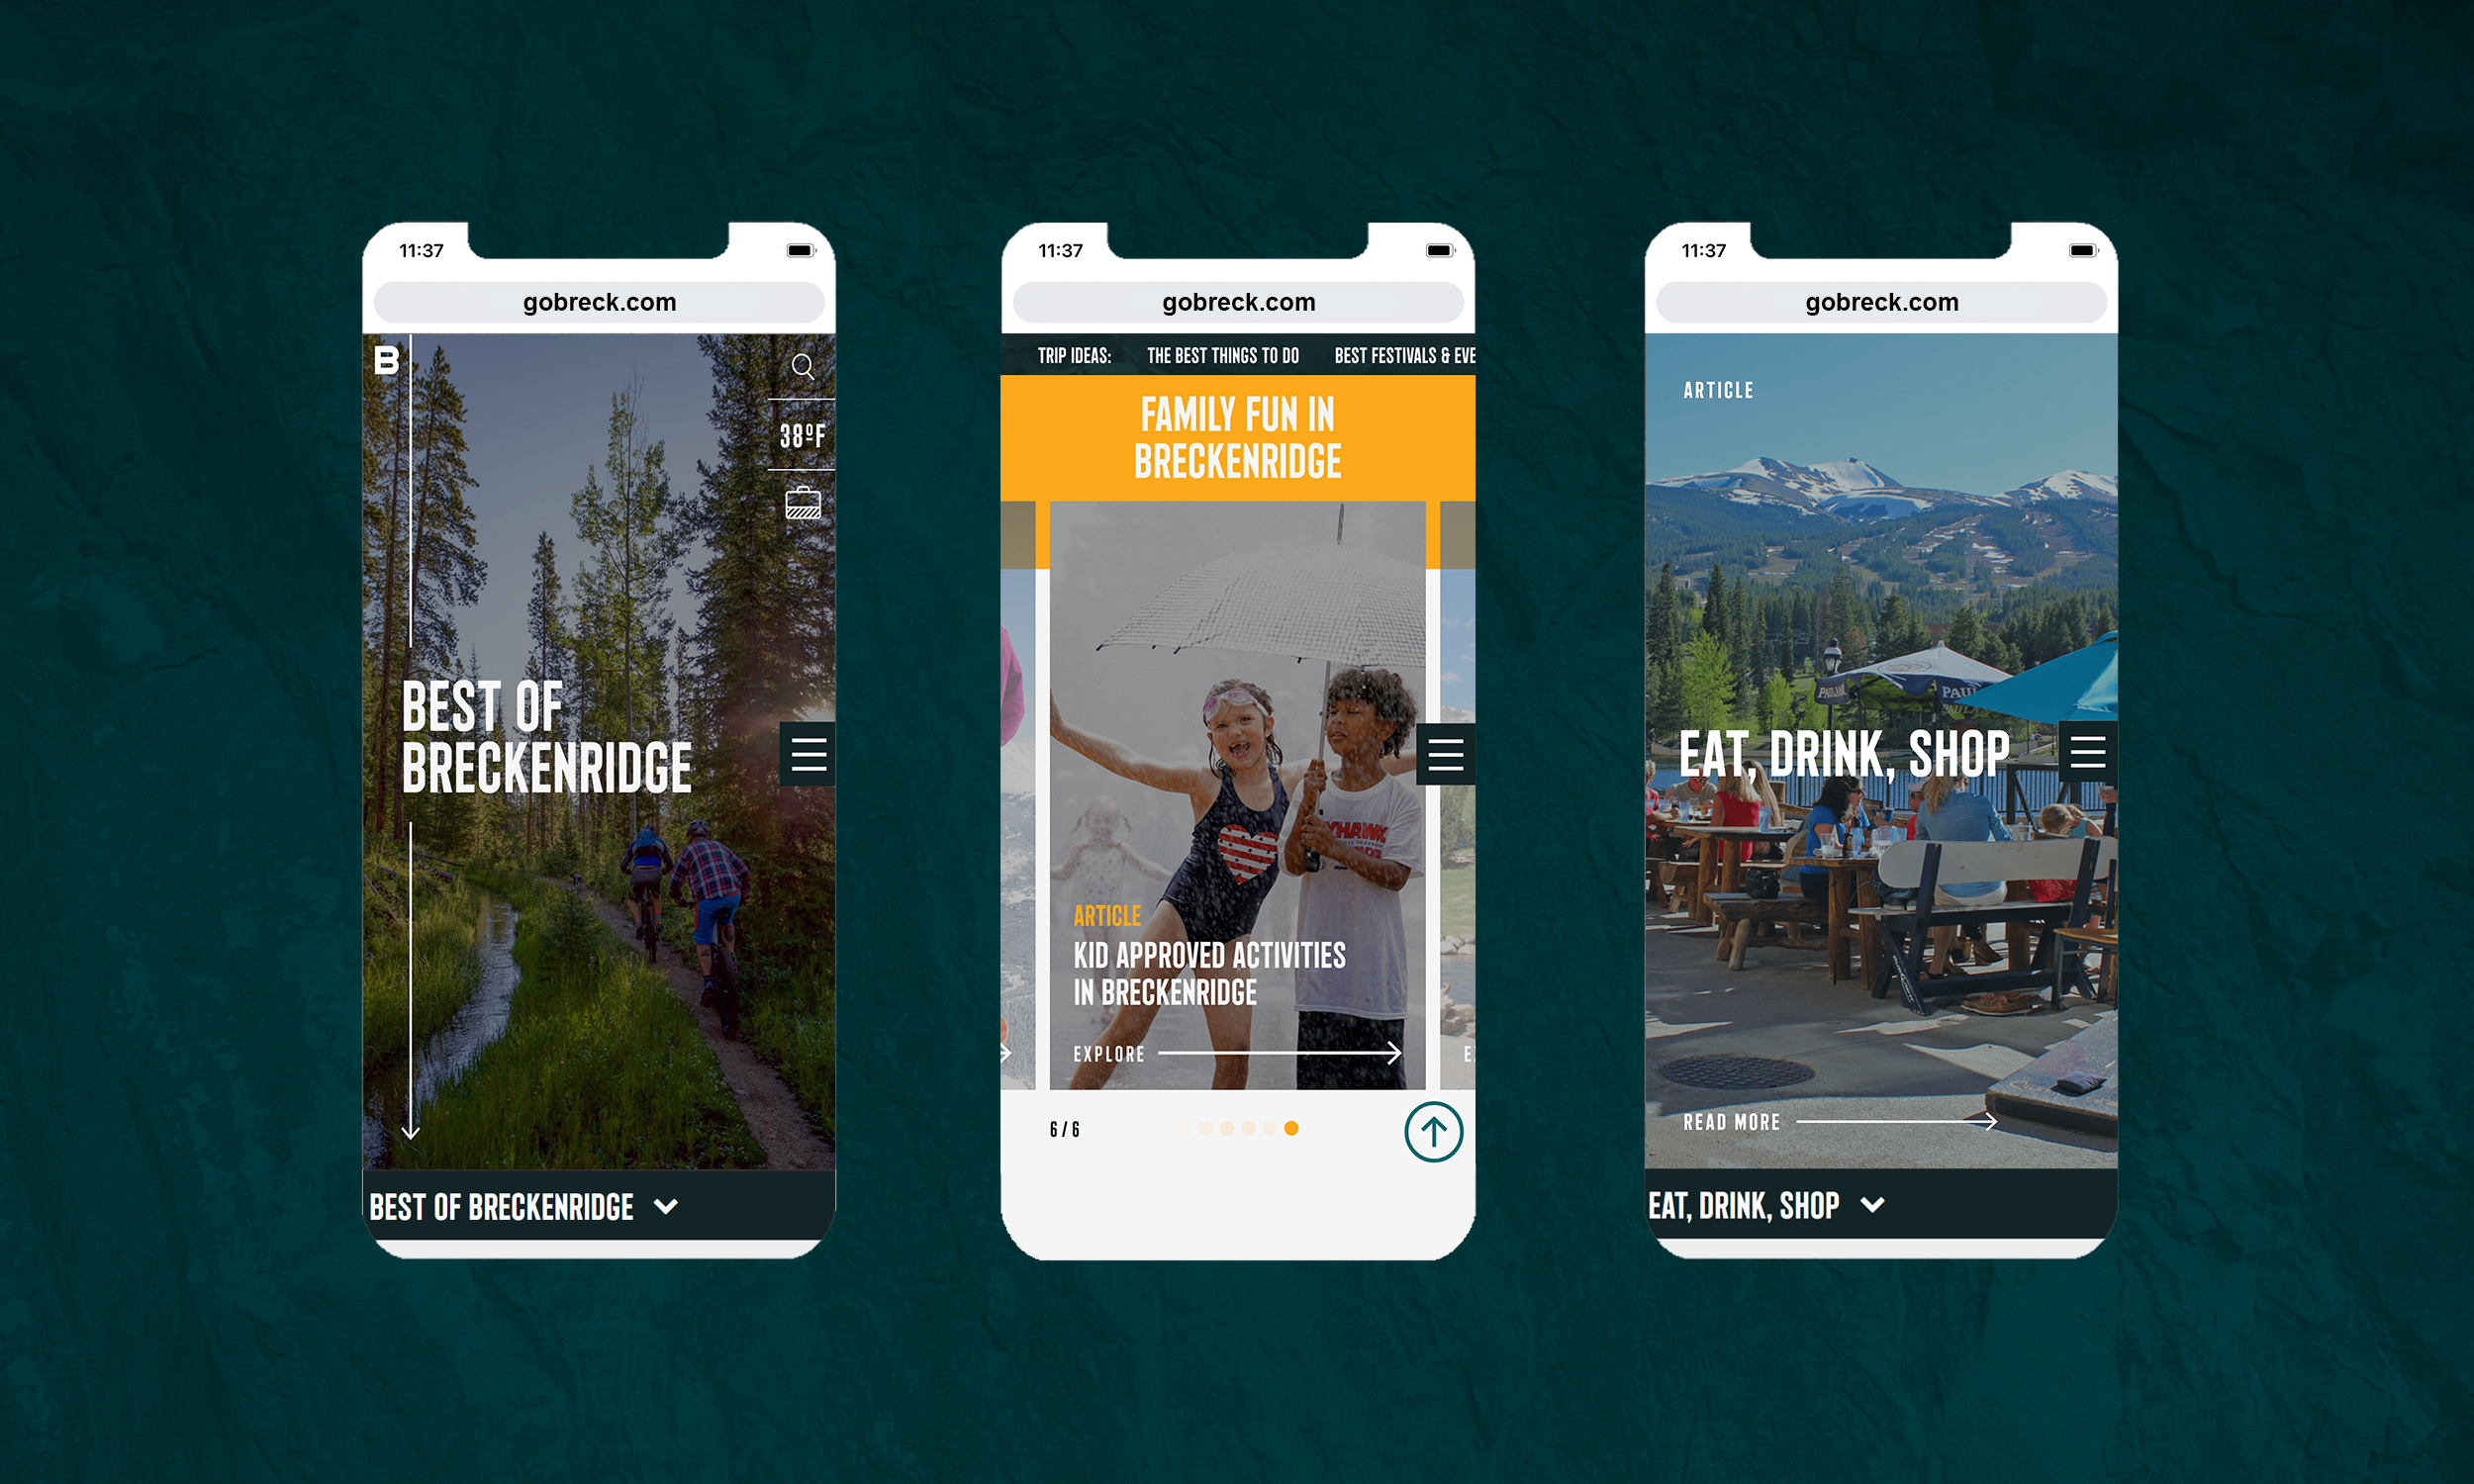 11:37
gobreck.com
B
38ºF
BEST OF
BRECKENRIDGE
BEST OF BRECKENRIDGE
11:37
gobreck.com
TRIP IDEAS: THE BEST THINGS TO DO BEST FESTIVALS & EVE
FAMILY FUN IN
BRECKENRIDGE
ARTICLE
KID APPROVED ACTIVITIES
IN BRECKENRIDGE
EXPLORE
E
6 / 6
11:37
gobreck.com
ARTICLE
EAT, DRINK, SHOP
READ MORE
EAT, DRINK, SHOP